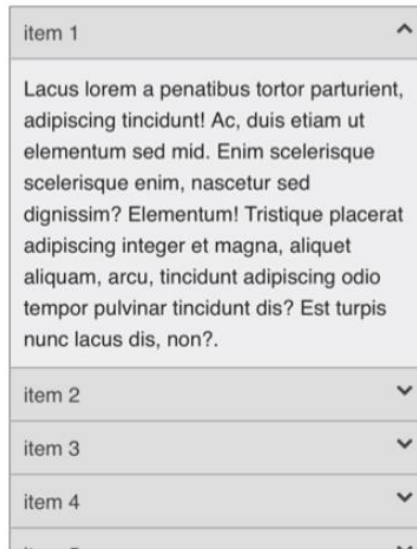 item 1
Lacus lorem a penatibus tortor parturient,
adipiscing tincidunt! Ac, duis etiam ut
elementum sed mid. Enim scelerisque
scelerisque enim, nascetur sed
dignissim? Elementum! Tristique placerat
adipiscing integer et magna, aliquet
aliquam, arcu, tincidunt adipiscing odio
tempor pulvinar tincidunt dis? Est turpis
nunc lacus dis, non?.
item 2
item 3
item 4